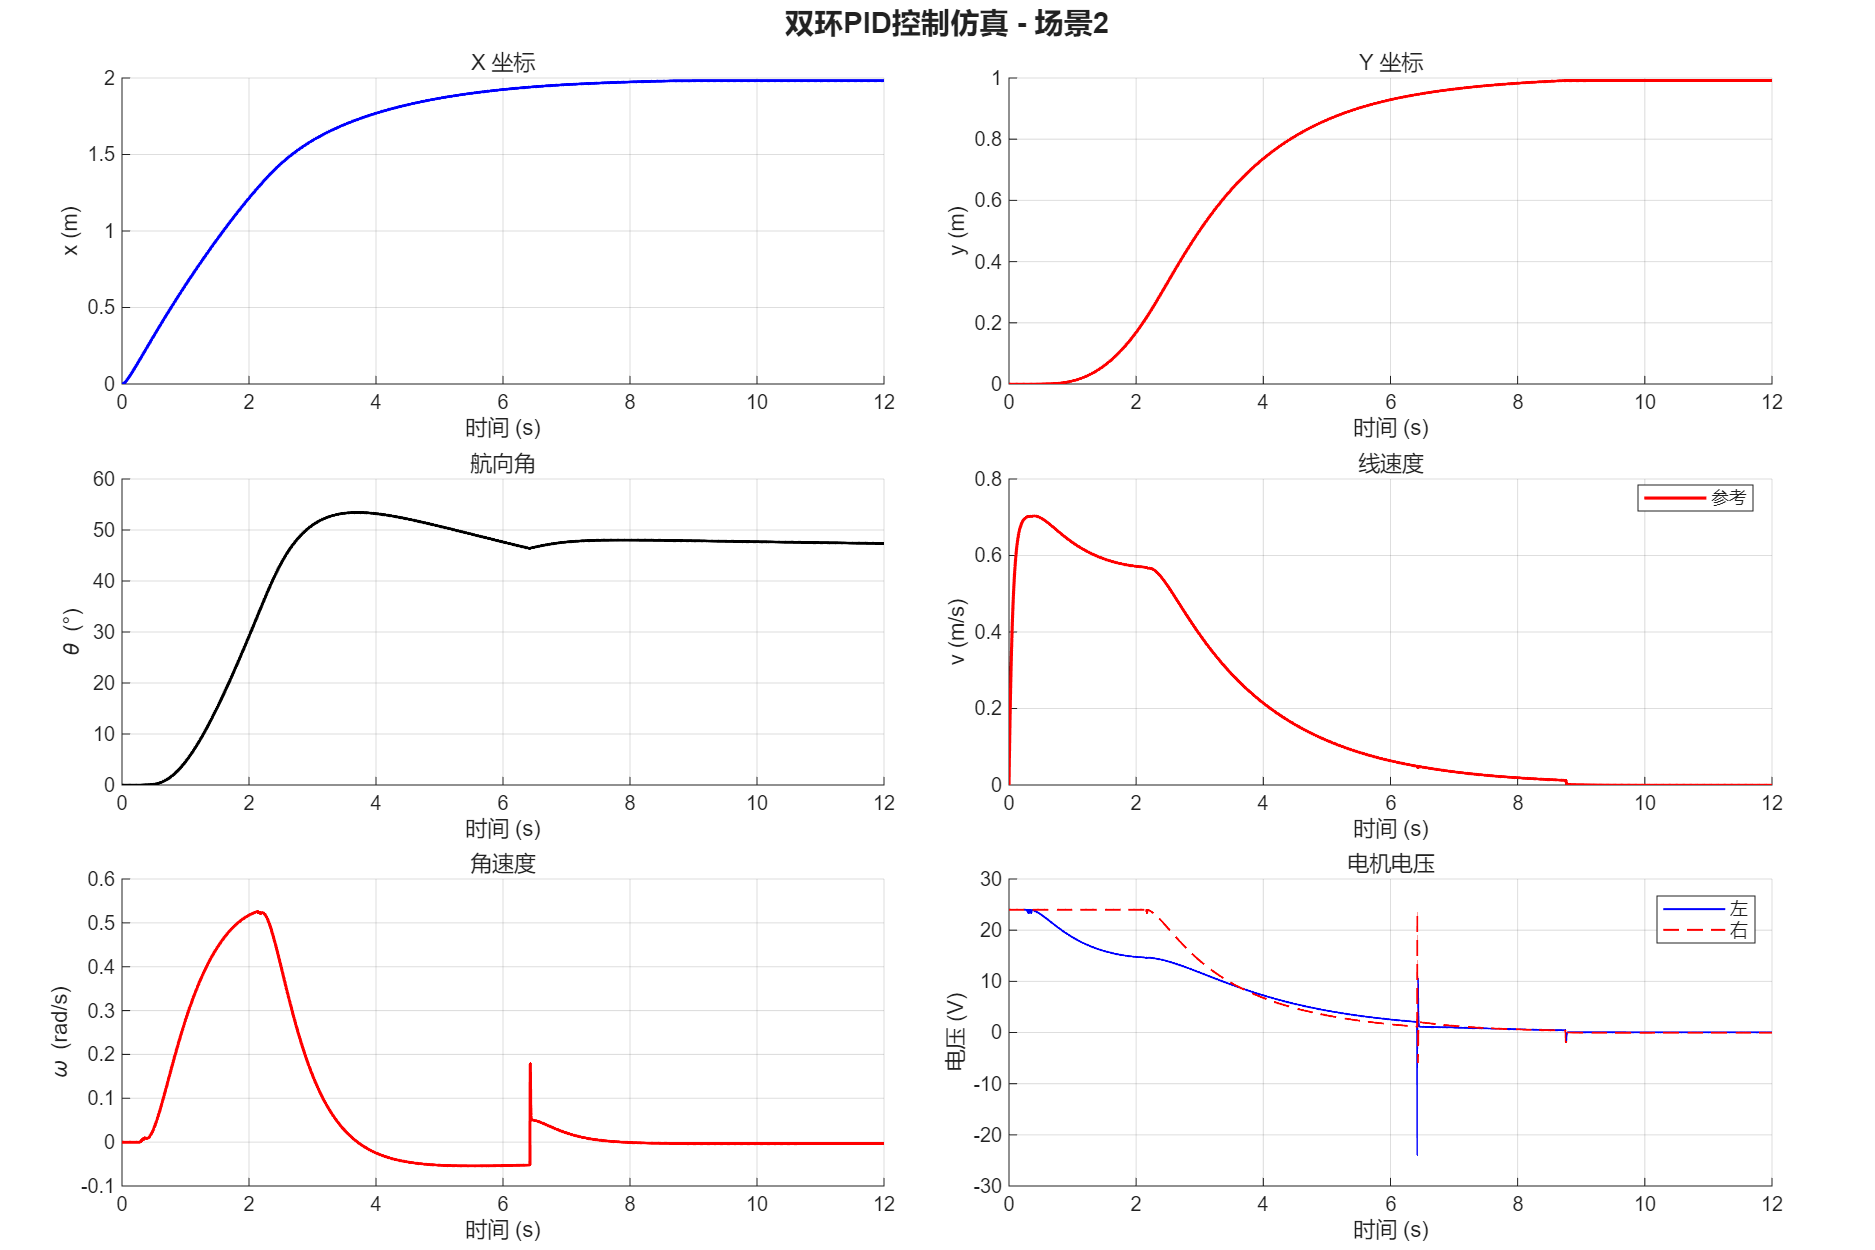 双环PID控制仿真 - 场景2
X 坐标
2
1.5
1
0.5
0
x (m)
0 2 4 6 8 10 12
时间 (s)
Y 坐标
1
0.8
0.6
0.4
0.2
0
y (m)
0 2 4 6 8 10 12
时间 (s)
航向角
60
50
40
30
20
10
0
θ (°)
0 2 4 6 8 10 12
时间 (s)
线速度
0.8
0.6
0.4
0.2
0
v (m/s)
参考
0 2 4 6 8 10 12
时间 (s)
角速度
0.6
0.5
0.4
0.3
0.2
0.1
0
-0.1
ω (rad/s)
0 2 4 6 8 10 12
时间 (s)
电机电压
30
20
10
0
-10
-20
-30
电压 (V)
左
右
0 2 4 6 8 10 12
时间 (s)